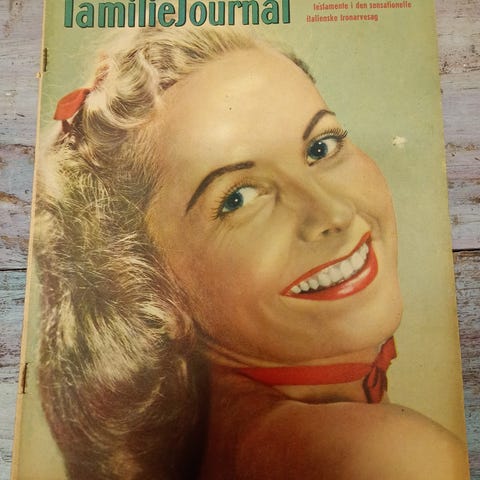 familieJournal
Testamente i den sensationelle
italienske tronarvesag